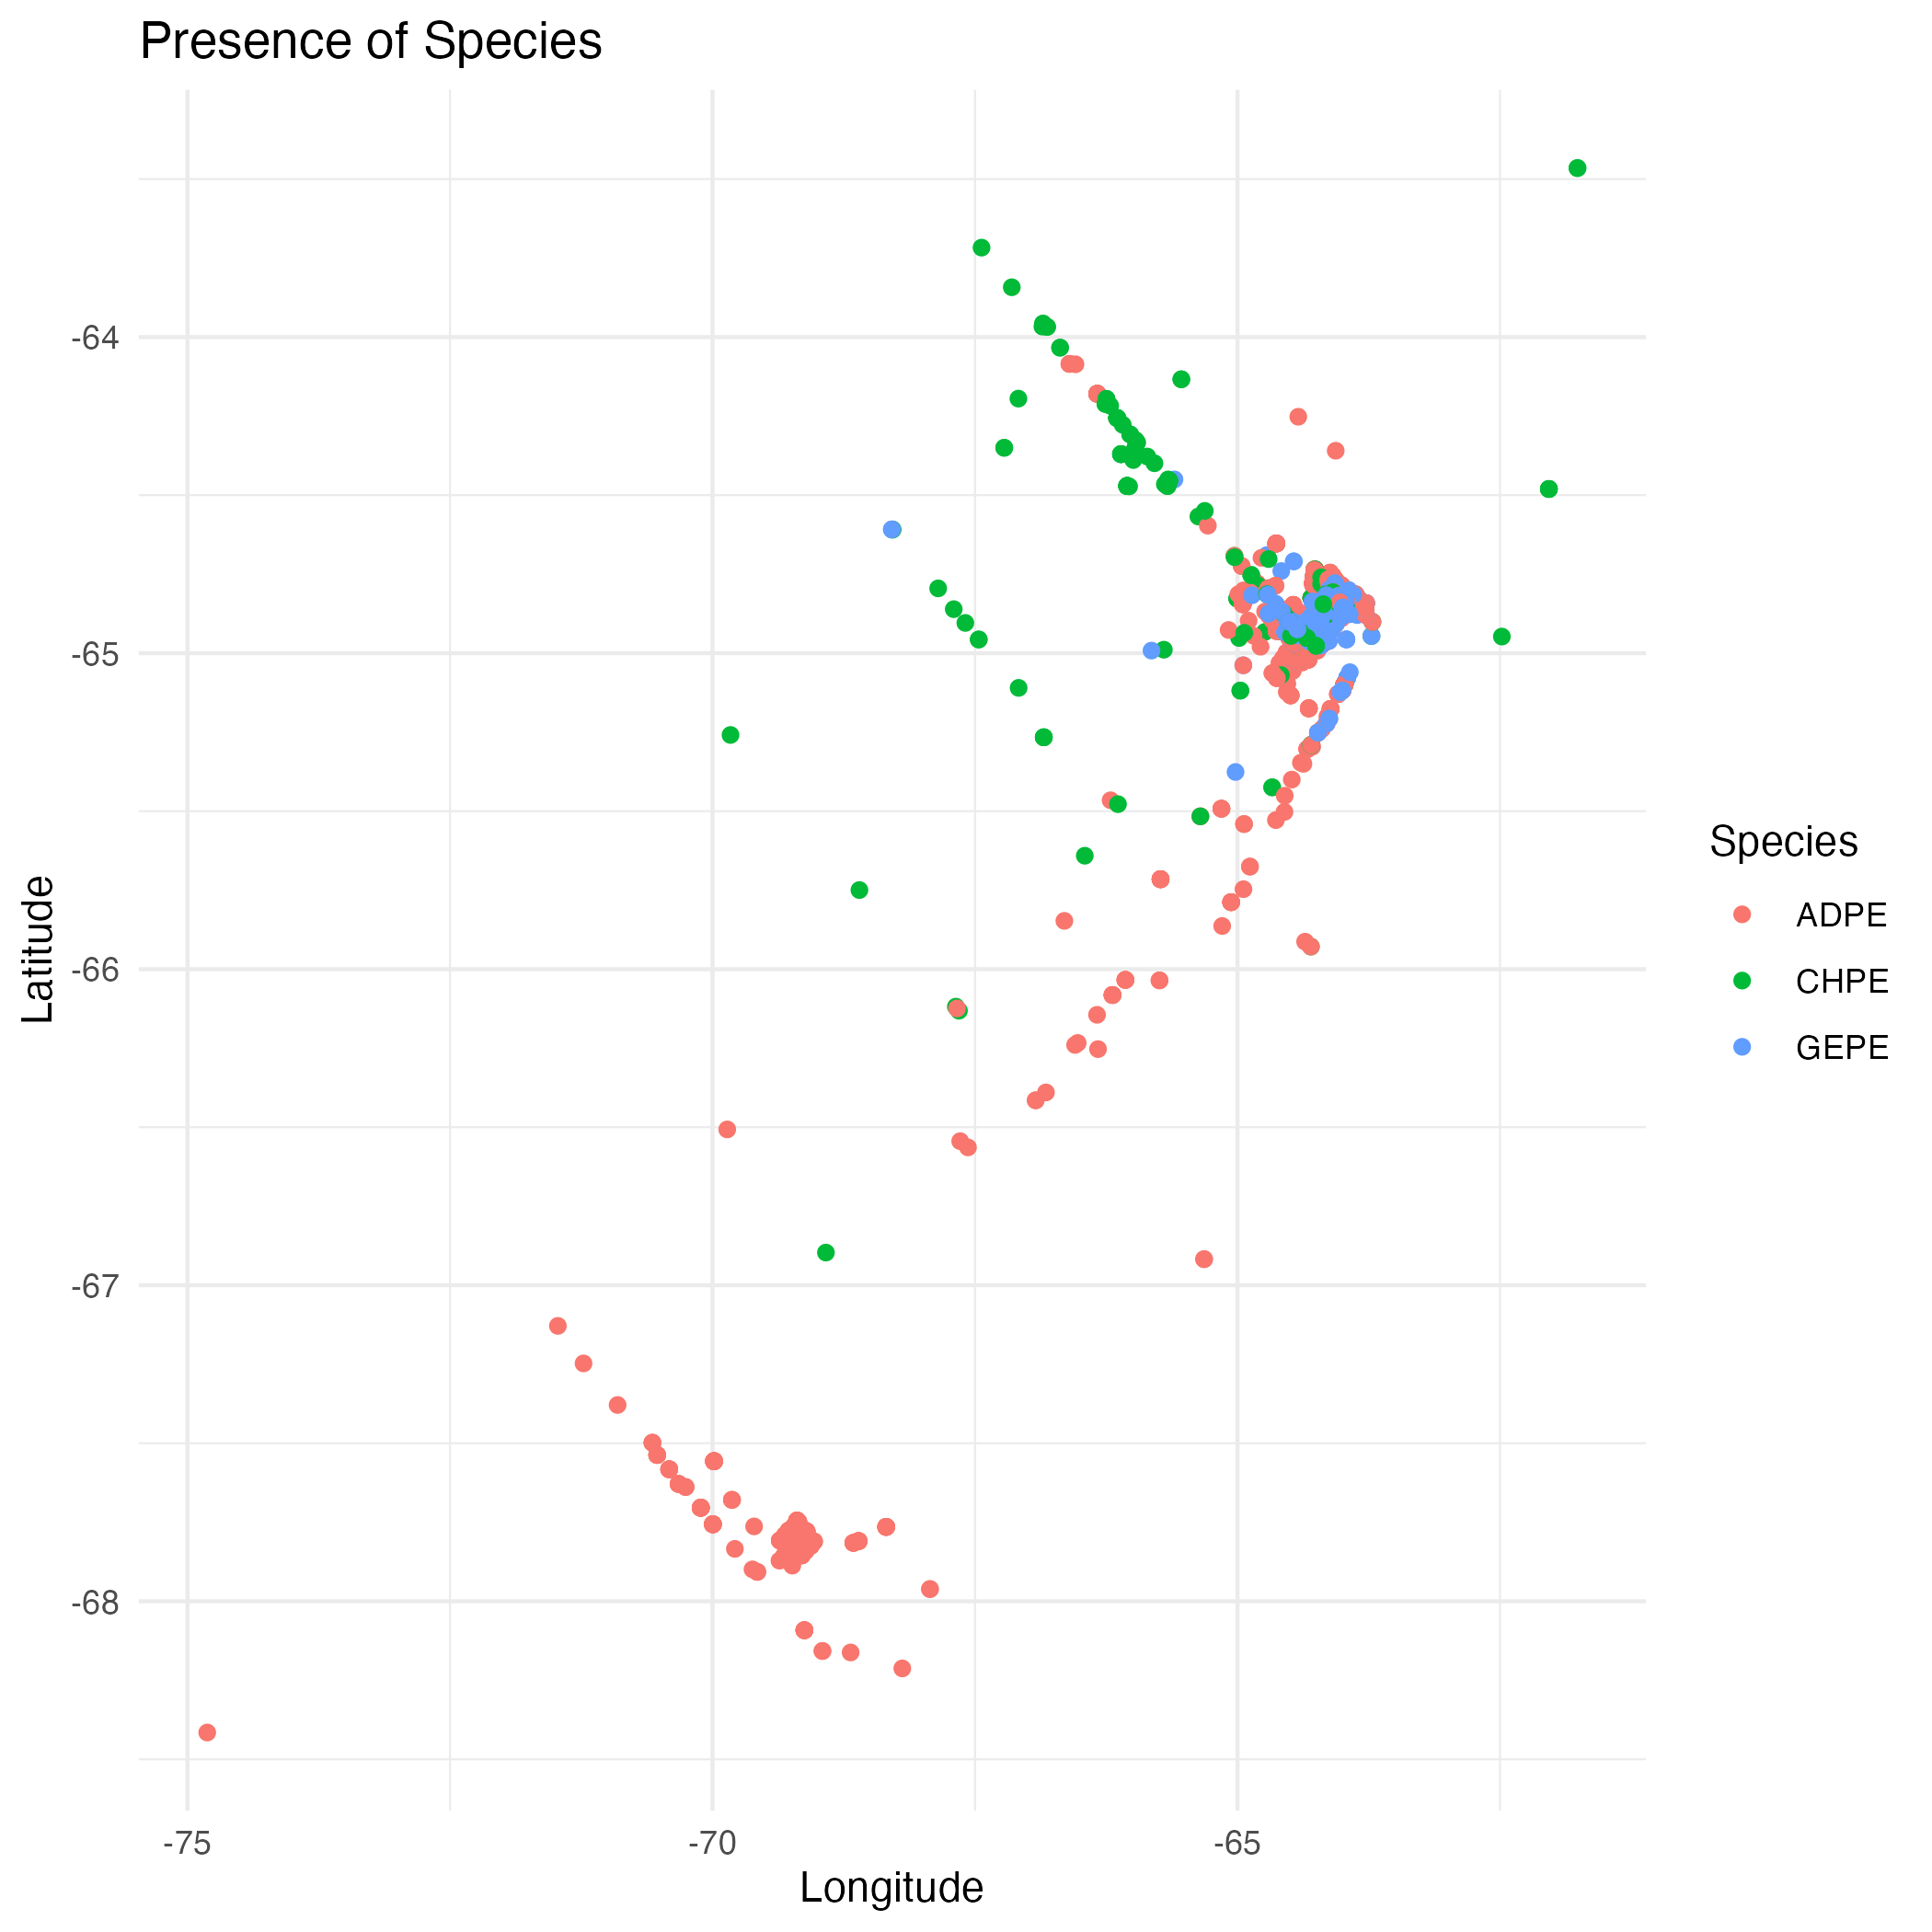 Presence of Species
-64
-65
-66
-67
-68
Latitude
-75
-70
-65
Longitude
Species
ADPE
CHPE
GEPE